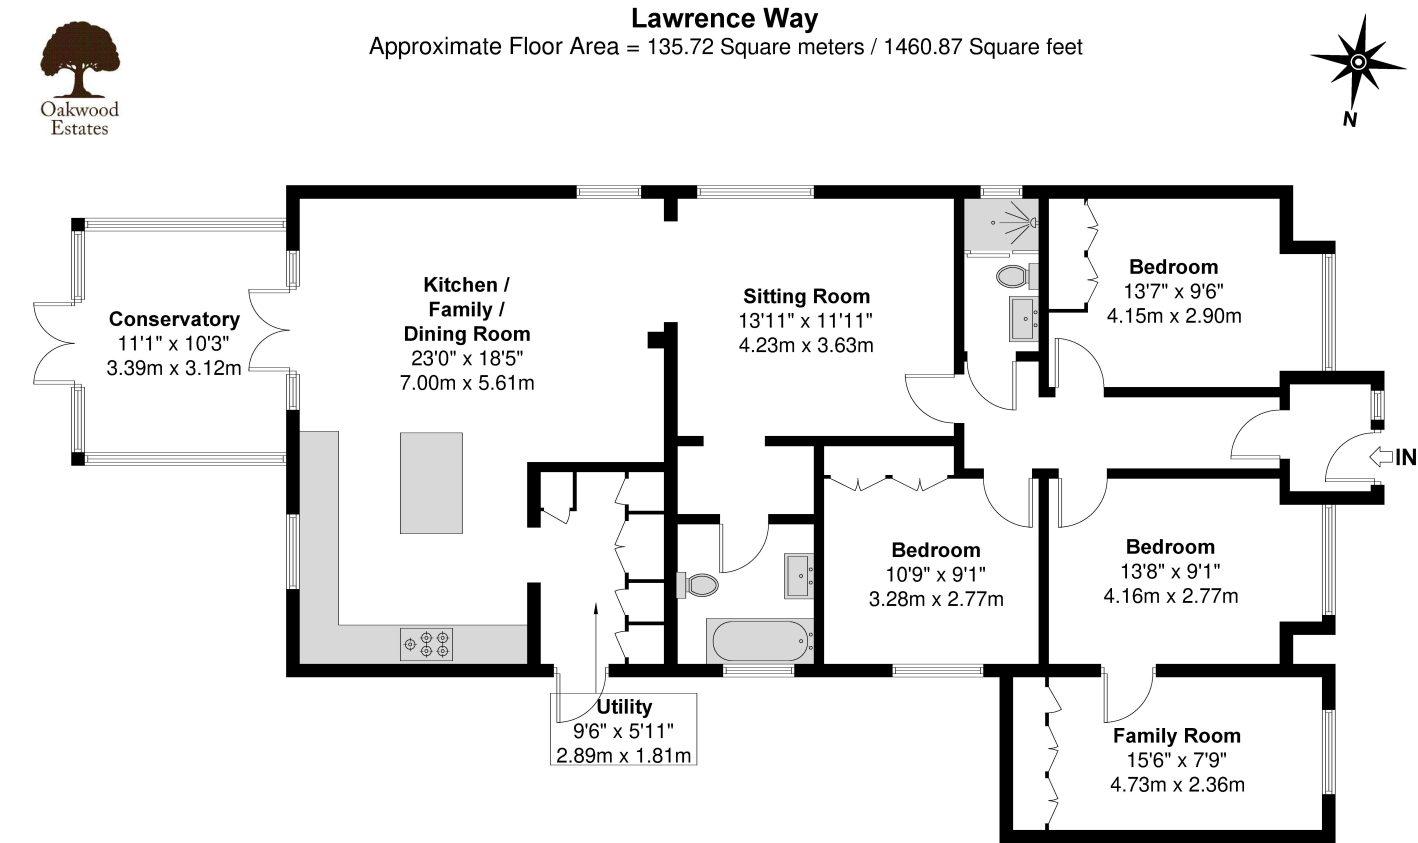 Lawrence Way
Approximate Floor Area = 135.72 Square meters / 1460.87 Square feet
Oakwood
Estates
N
Conservatory
11'1" x 10'3"
3.39m x 3.12m
Kitchen /
Family /
Dining Room
23'0" x 18'5"
7.00m x 5.61m
Sitting Room
13'11" x 11'11"
4.23m x 3.63m
Bedroom
13'7" x 9'6"
4.15m x 2.90m
IN
Bedroom
10'9" x 9'1"
3.28m x 2.77m
Bedroom
13'8" x 9'1"
4.16m x 2.77m
Utility
9'6" x 5'11"
2.89m x 1.81m
Family Room
15'6" x 7'9"
4.73m x 2.36m